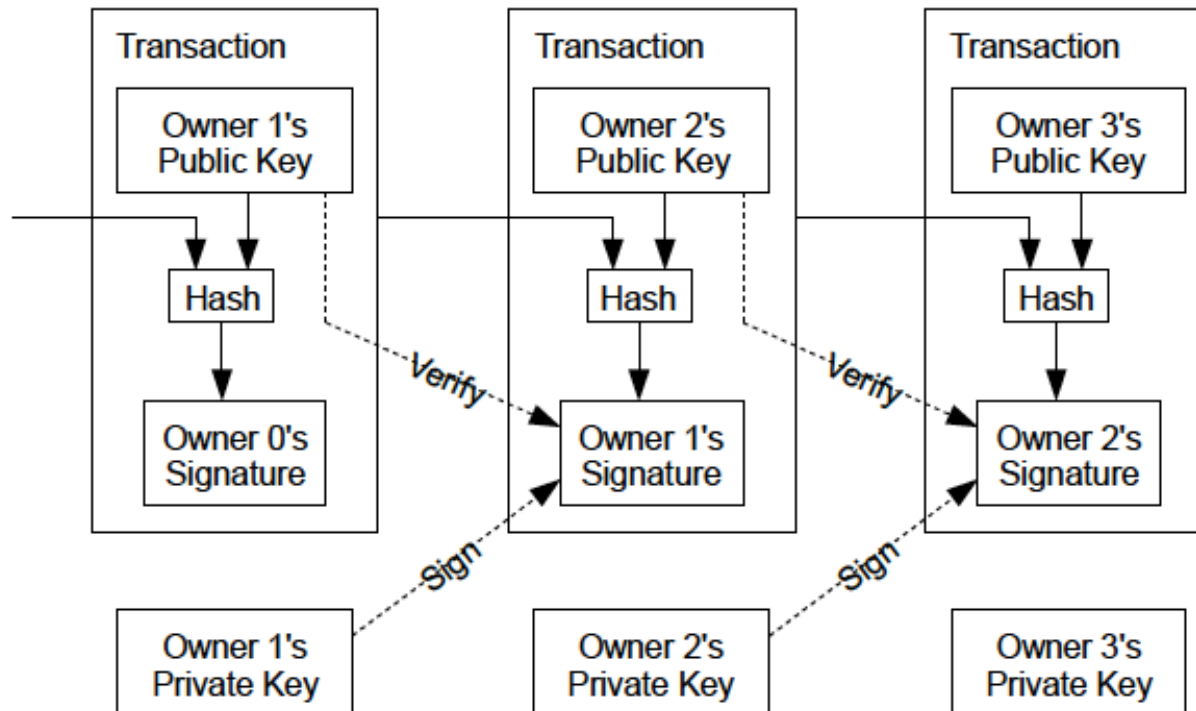 Transaction
Transaction
Transaction
Owner 1's
Public Key
Owner 2's
Public Key
Owner 3's
Public Key
Hash
Hash
Hash
Verify
Verify
Owner 0's
Signature
Owner 1's
Signature
Owner 2's
Signature
Sign
Sign
Owner 1's
Private Key
Owner 2's
Private Key
Owner 3's
Private Key